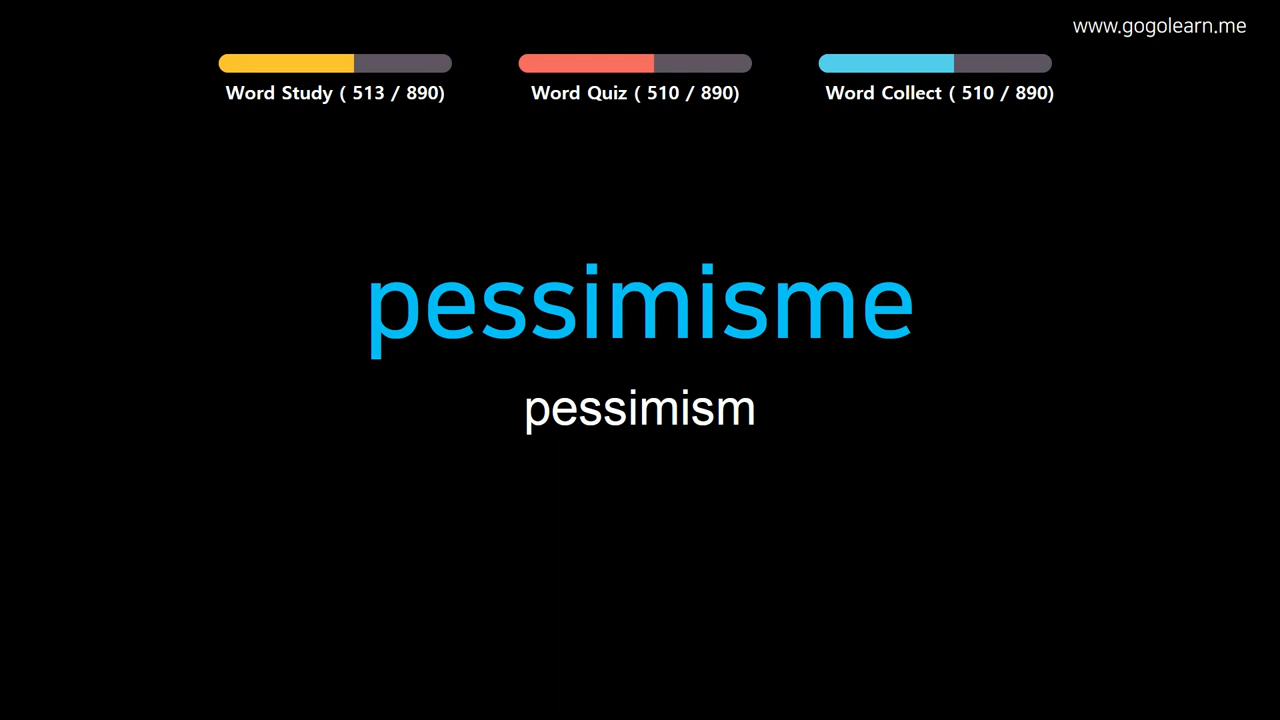 www.gogolearn.me
Word Study ( 513 / 890)
Word Quiz ( 510 / 890)
Word Collect ( 510 / 890)
pessimisme
pessimism